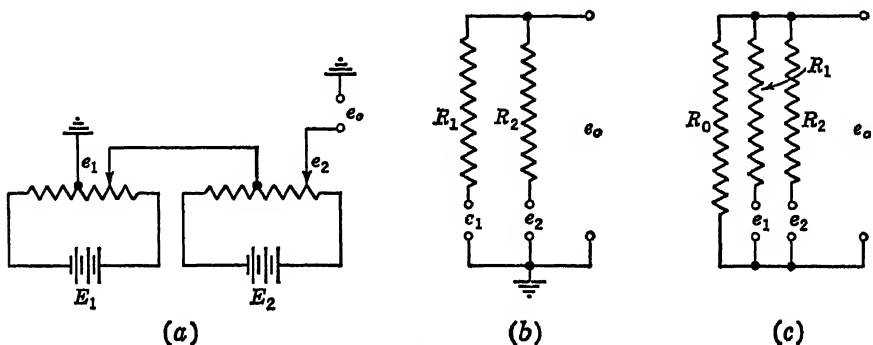 e₁
e₂
eₒ
E₁
E₂
(a)
R₁
R₂
eₒ
c₁
e₂
(b)
R₀
R₁
R₂
eₒ
e₁
e₂
(c)